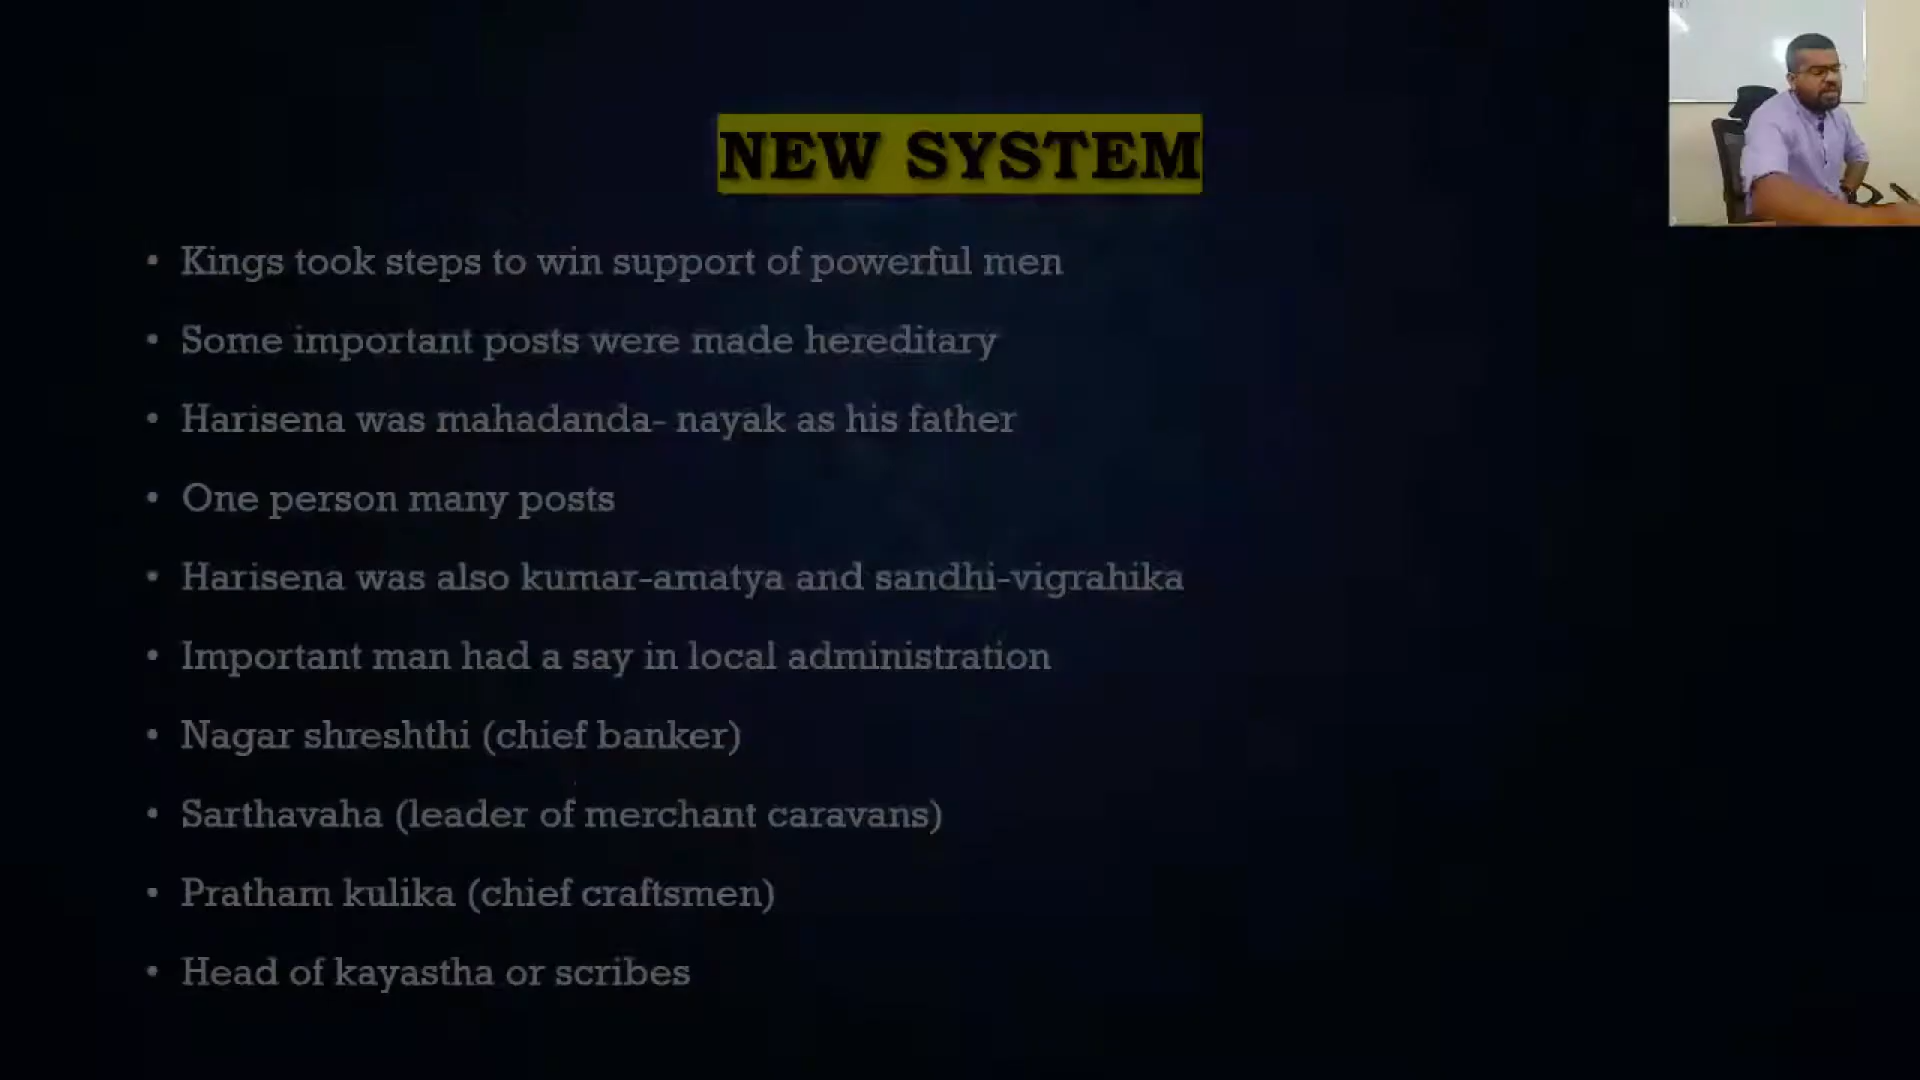 NEW SYSTEM
• Kings took steps to win support of powerful men
• Some important posts were made hereditary
• Harisena was mahadanda- nayak as his father
• One person many posts
• Harisena was also kumar-amatya and sandhi-vigrahika
• Important man had a say in local administration
• Nagar shreshthi (chief banker)
• Sarthavaha (leader of merchant caravans)
• Pratham kulika (chief craftsmen)
• Head of kayastha or scribes